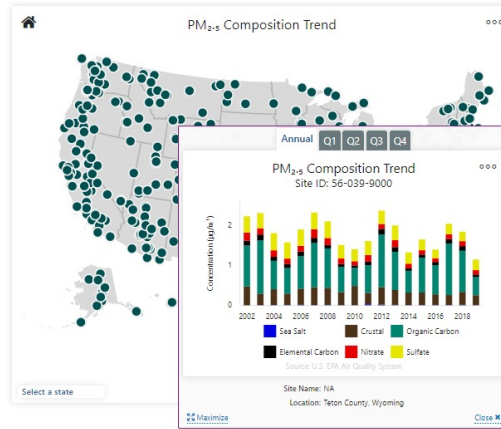 PM₂.₅ Composition Trend
Annual Q1 Q2 Q3 Q4
PM₂.₅ Composition Trend
Site ID: 56-039-9000
Concentration (µg/m³)
2
1
0
2002 2004 2006 2008 2010 2012 2014 2016 2018
Sea Salt Crustal Organic Carbon
Elemental Carbon Nitrate Sulfate
Source: U.S. EPA Air Quality System
Site Name: NA
Location: Teton County, Wyoming
Select a state
Maximize Close ✖